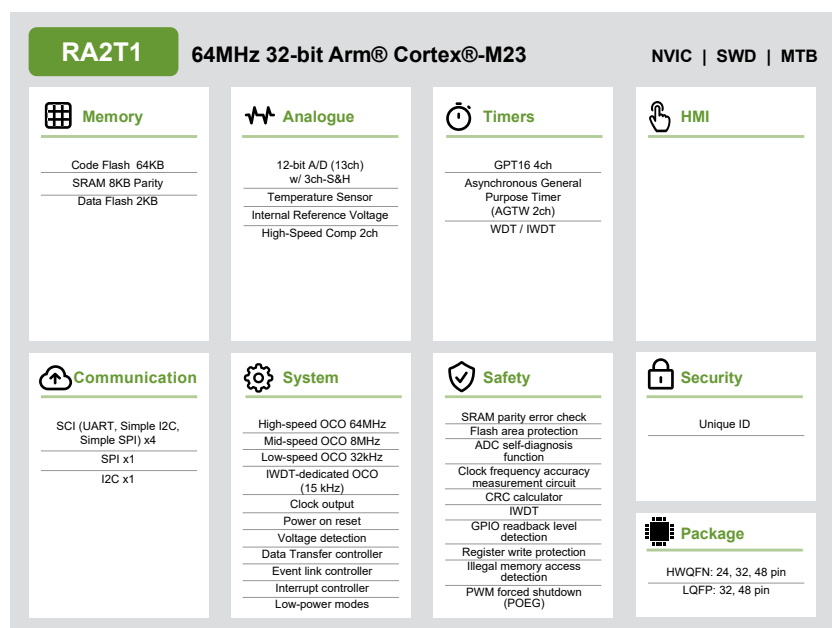 RA2T1
64MHz 32-bit Arm® Cortex®-M23
NVIC | SWD | MTB
Memory
Code Flash 64KB
SRAM 8KB Parity
Data Flash 2KB
Analogue
12-bit A/D (13ch)
w/ 3ch-S&H
Temperature Sensor
Internal Reference Voltage
High-Speed Comp 2ch
Timers
GPT16 4ch
Asynchronous General
Purpose Timer
(AGTW 2ch)
WDT / IWDT
HMI
Communication
SCI (UART, Simple I2C,
Simple SPI) x4
SPI x1
I2C x1
System
High-speed OCO 64MHz
Mid-speed OCO 8MHz
Low-speed OCO 32kHz
IWDT-dedicated OCO
(15 kHz)
Clock output
Power on reset
Voltage detection
Data Transfer controller
Event link controller
Interrupt controller
Low-power modes
Safety
SRAM parity error check
Flash area protection
ADC self-diagnosis
function
Clock frequency accuracy
measurement circuit
CRC calculator
IWDT
GPIO readback level
detection
Register write protection
Illegal memory access
detection
PWM forced shutdown
(POEG)
Security
Unique ID
Package
HWQFN: 24, 32, 48 pin
LQFP: 32, 48 pin